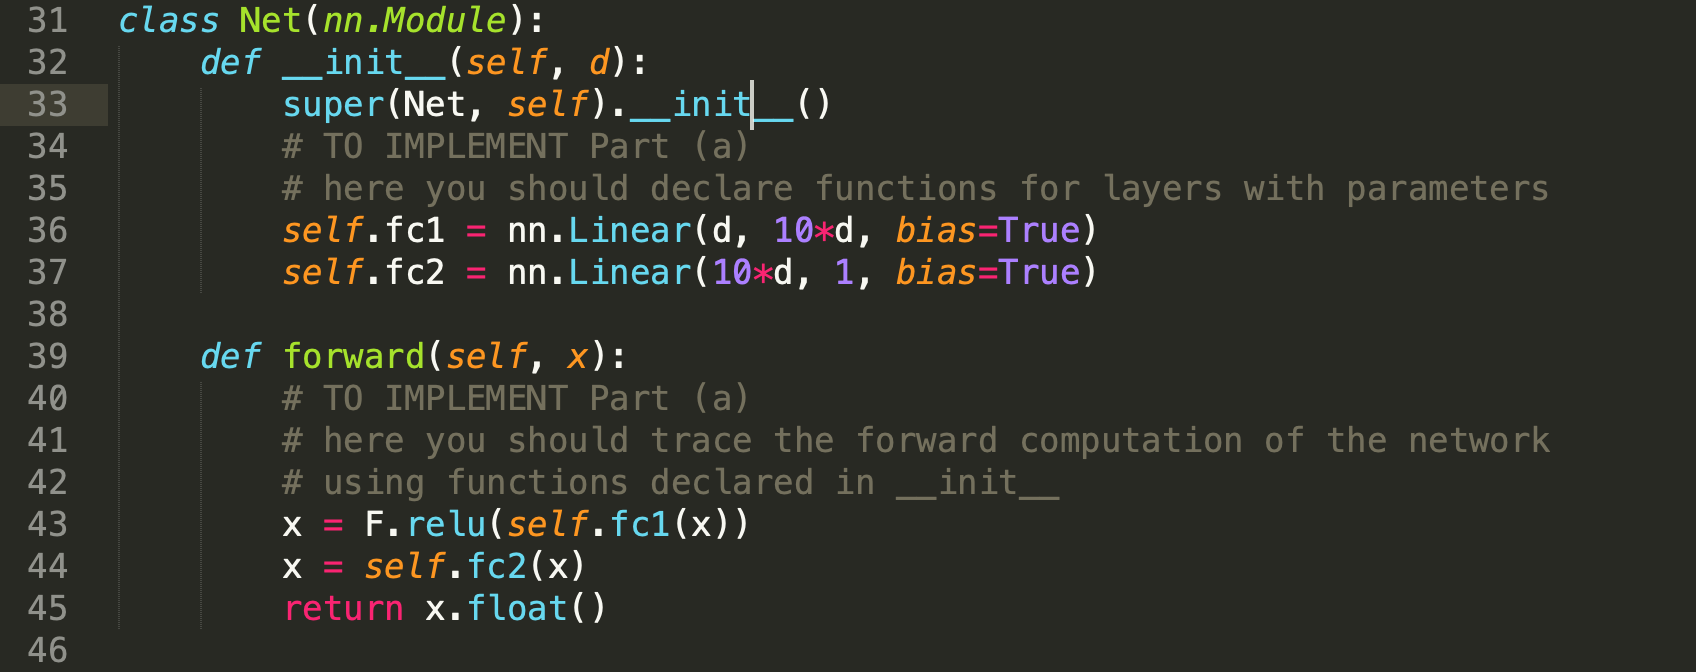 31 class Net(nn.Module):
32     def __init__(self, d):
33         super(Net, self).__init__()
34         # TO IMPLEMENT Part (a)
35         # here you should declare functions for layers with parameters
36         self.fc1 = nn.Linear(d, 10*d, bias=True)
37         self.fc2 = nn.Linear(10*d, 1, bias=True)
38
39     def forward(self, x):
40         # TO IMPLEMENT Part (a)
41         # here you should trace the forward computation of the network
42         # using functions declared in __init__
43         x = F.relu(self.fc1(x))
44         x = self.fc2(x)
45         return x.float()
46